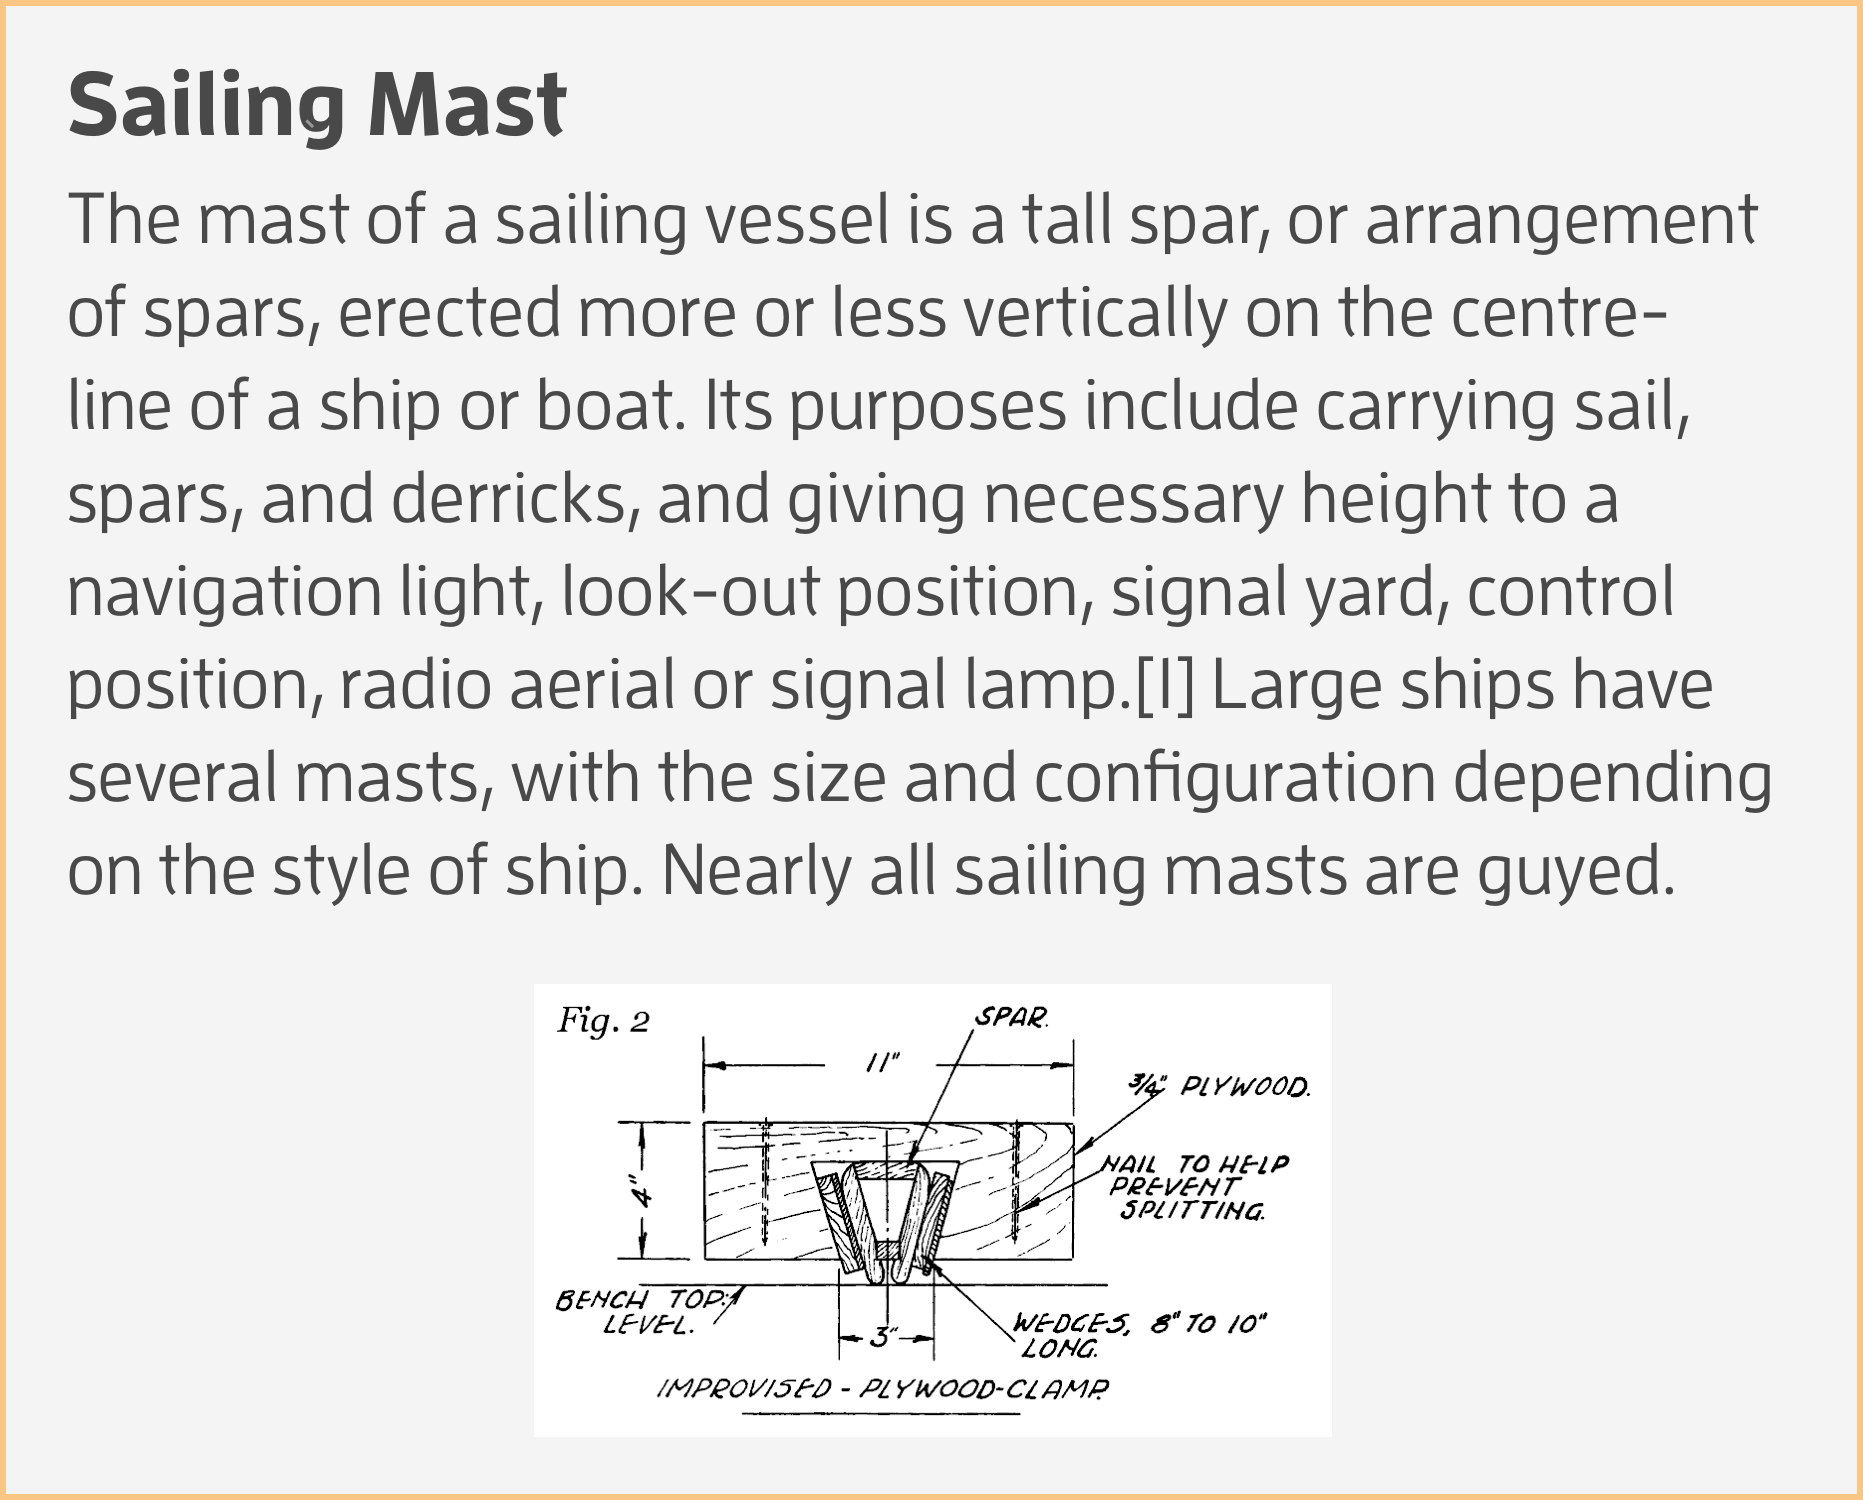 Sailing Mast
The mast of a sailing vessel is a tall spar, or arrangement
of spars, erected more or less vertically on the centre-
line of a ship or boat. Its purposes include carrying sail,
spars, and derricks, and giving necessary height to a
navigation light, look-out position, signal yard, control
position, radio aerial or signal lamp.[I] Large ships have
several masts, with the size and configuration depending
on the style of ship. Nearly all sailing masts are guyed.
Fig. 2
SPAR.
11"
3/4" PLYWOOD.
4"
NAIL TO HELP
PREVENT
SPLITTING.
BENCH TOP
LEVEL.
3"
WEDGES, 8" TO 10"
LONG.
IMPROVISED - PLYWOOD-CLAMP.